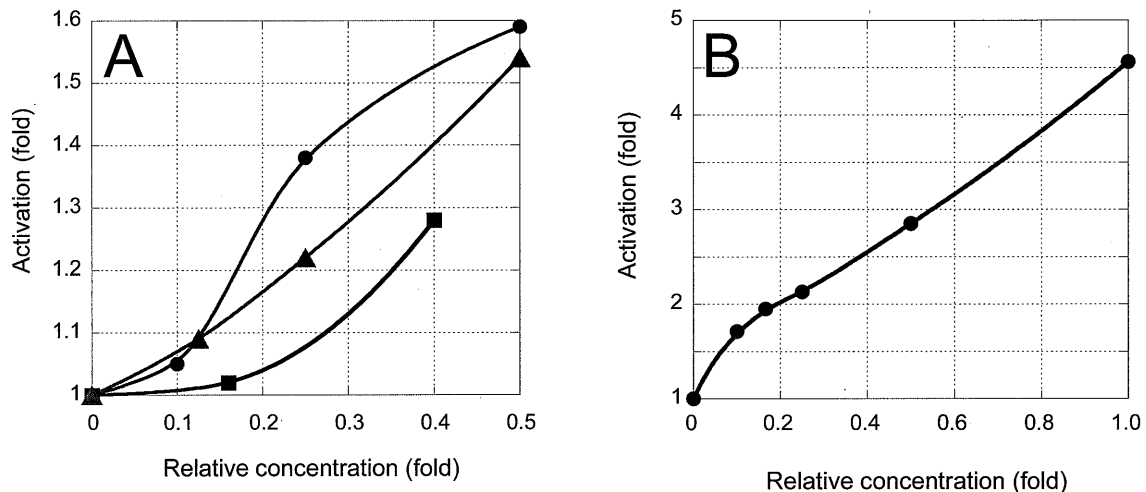 A
1.6
1.5
1.4
1.3
1.2
1.1
1
0 0.1 0.2 0.3 0.4 0.5
Activation (fold)
Relative concentration (fold)
B
5
4
3
2
1
0 0.2 0.4 0.6 0.8 1.0
Activation (fold)
Relative concentration (fold)